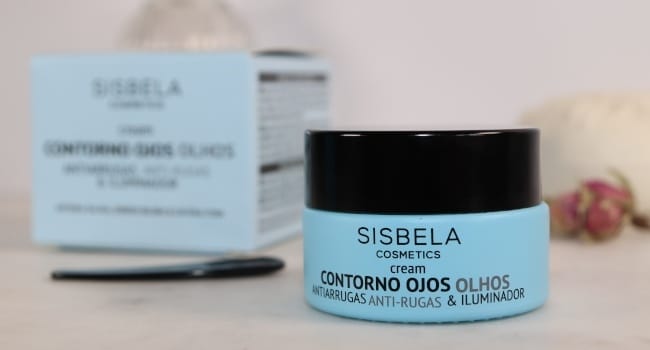 SISBELA
COSMETICS
cream
CONTORNO OJOS OLHOS
ANTIARRUGAS ANTI-RUGAS
& ILUMINADOR
SISBELA
COSMETICS
cream
CONTORNO OJOS OLHOS
ANTIARRUGAS ANTI-RUGAS & ILUMINADOR